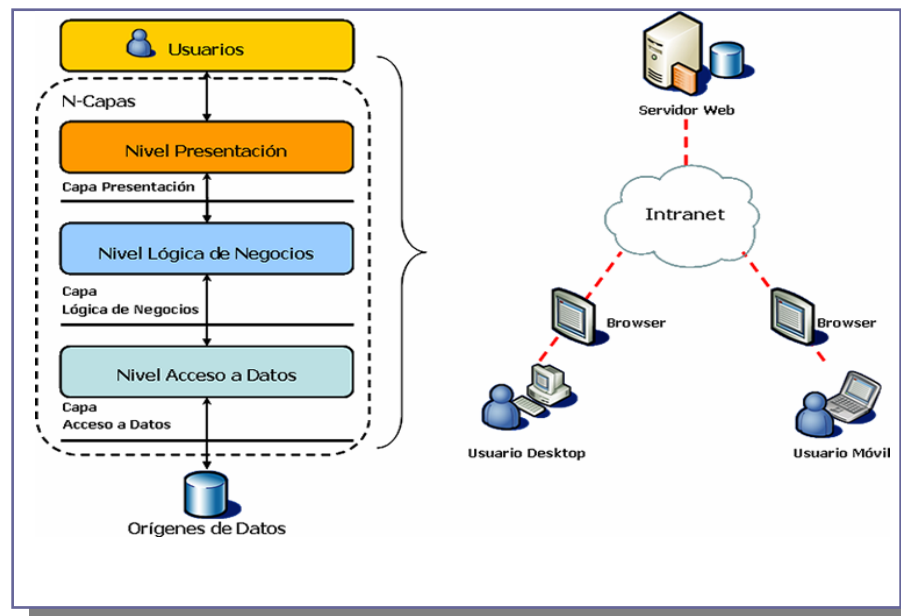 Usuarios
N-Capas
Nivel Presentación
Capa Presentación
Nivel Lógica de Negocios
Capa
Lógica de Negocios
Nivel Acceso a Datos
Capa
Acceso a Datos
Orígenes de Datos
Servidor Web
Intranet
Browser
Browser
Usuario Desktop
Usuario Móvil